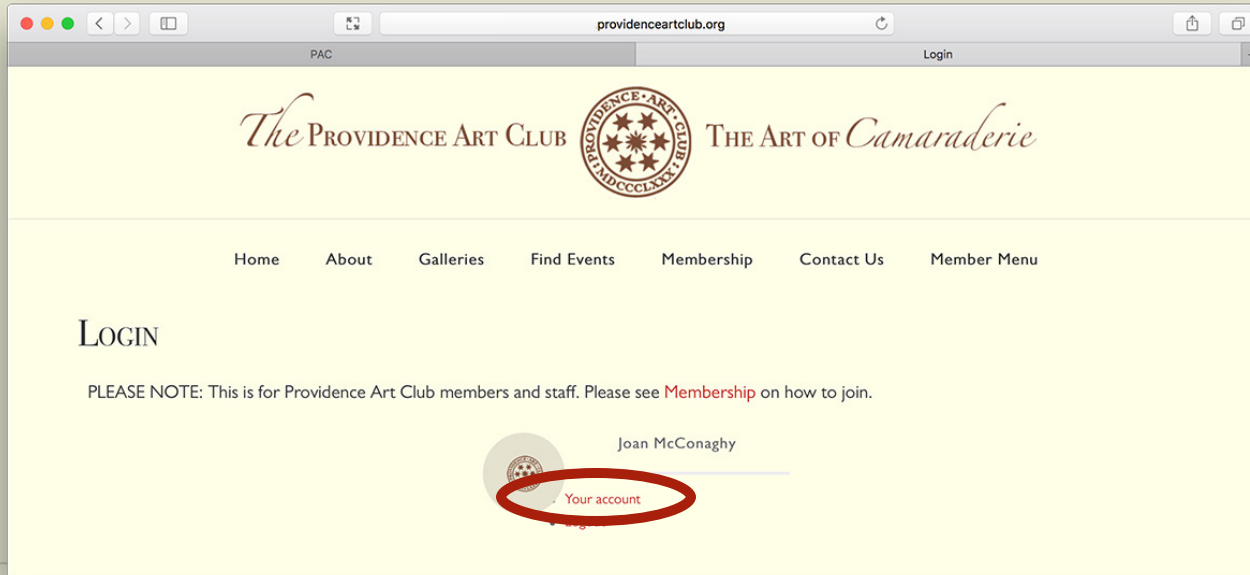 providenceartclub.org
PAC
Login
The Providence Art Club
PROVIDENCE·ART·CLUB:MDCCCLXXX:
The Art of Camaraderie
Home About Galleries Find Events Membership Contact Us Member Menu
Login
PLEASE NOTE: This is for Providence Art Club members and staff. Please see Membership on how to join.
Joan McConaghy
Your account